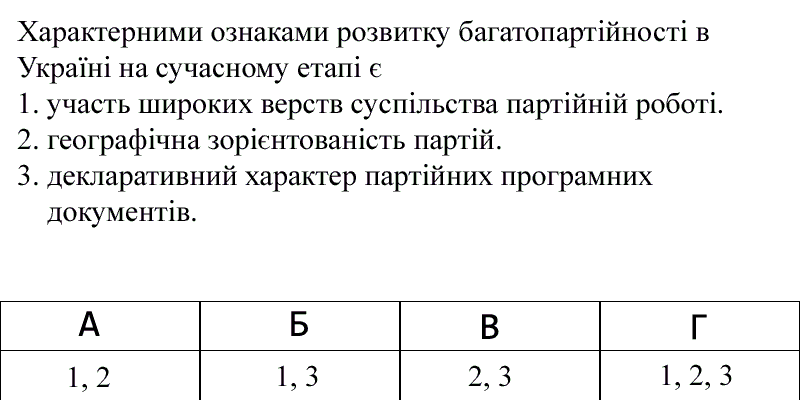 Характерними ознаками розвитку багатопартійності в
Україні на сучасному етапі є
1. участь широких верств суспільства партійній роботі.
2. географічна зорієнтованість партій.
3. декларативний характер партійних програмних
документів.
А Б В Г
1, 2 1, 3 2, 3 1, 2, 3